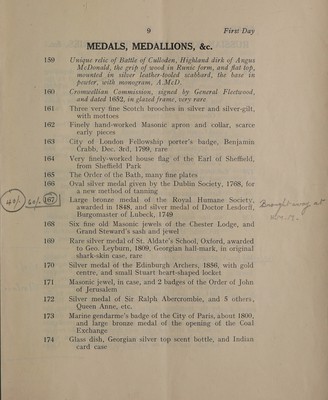 9
First Day
MEDALS, MEDALLIONS, &c.
159 Unique relic of Battle of Culloden, Highland dirk of Angus
McDonald, the grip of wood in Runic form, and flat top,
mounted in silver leather-tooled scabbard, the base in
pewter, with monogram, A.McD.
160 Cromwellian Commission, signed by General Fleetwood,
and dated 1652, in glazed frame, very rare
161 Three very fine Scotch brooches in silver and silver-gilt,
with mottoes
162 Finely hand-worked Masonic apron and collar, scarce
early pieces
163 City of London Fellowship porter's badge, Benjamin
Crabb, Dec. 3rd, 1799, rare
164 Very finely-worked house flag of the Earl of Sheffield,
from Sheffield Park
165 The Order of the Bath, many fine plates
166 Oval silver medal given by the Dublin Society, 1768, for
a new method of tanning
167 Large bronze medal of the Royal Humane Society,
awarded in 1848, and silver medal of Doctor Lesdorff,
Burgomaster of Lubeck, 1749
168 Six fine old Masonic jewels of the Chester Lodge, and
Grand Steward's sash and jewel
169 Rare silver medal of St. Aldate's School, Oxford, awarded
to Geo. Leyburn, 1809, Georgian hall-mark, in original
shark-skin case, rare
170 Silver medal of the Edinburgh Archers, 1856, with gold
centre, and small Stuart heart-shaped locket
171 Masonic jewel, in case, and 2 badges of the Order of John
of Jerusalem
172 Silver medal of Sir Ralph Abercrombie, and 5 others,
Queen Anne, etc.
173 Marine gendarme's badge of the City of Paris, about 1800,
and large bronze medal of the opening of the Coal
Exchange
174 Glass dish, Georgian silver top scent bottle, and Indian
card case